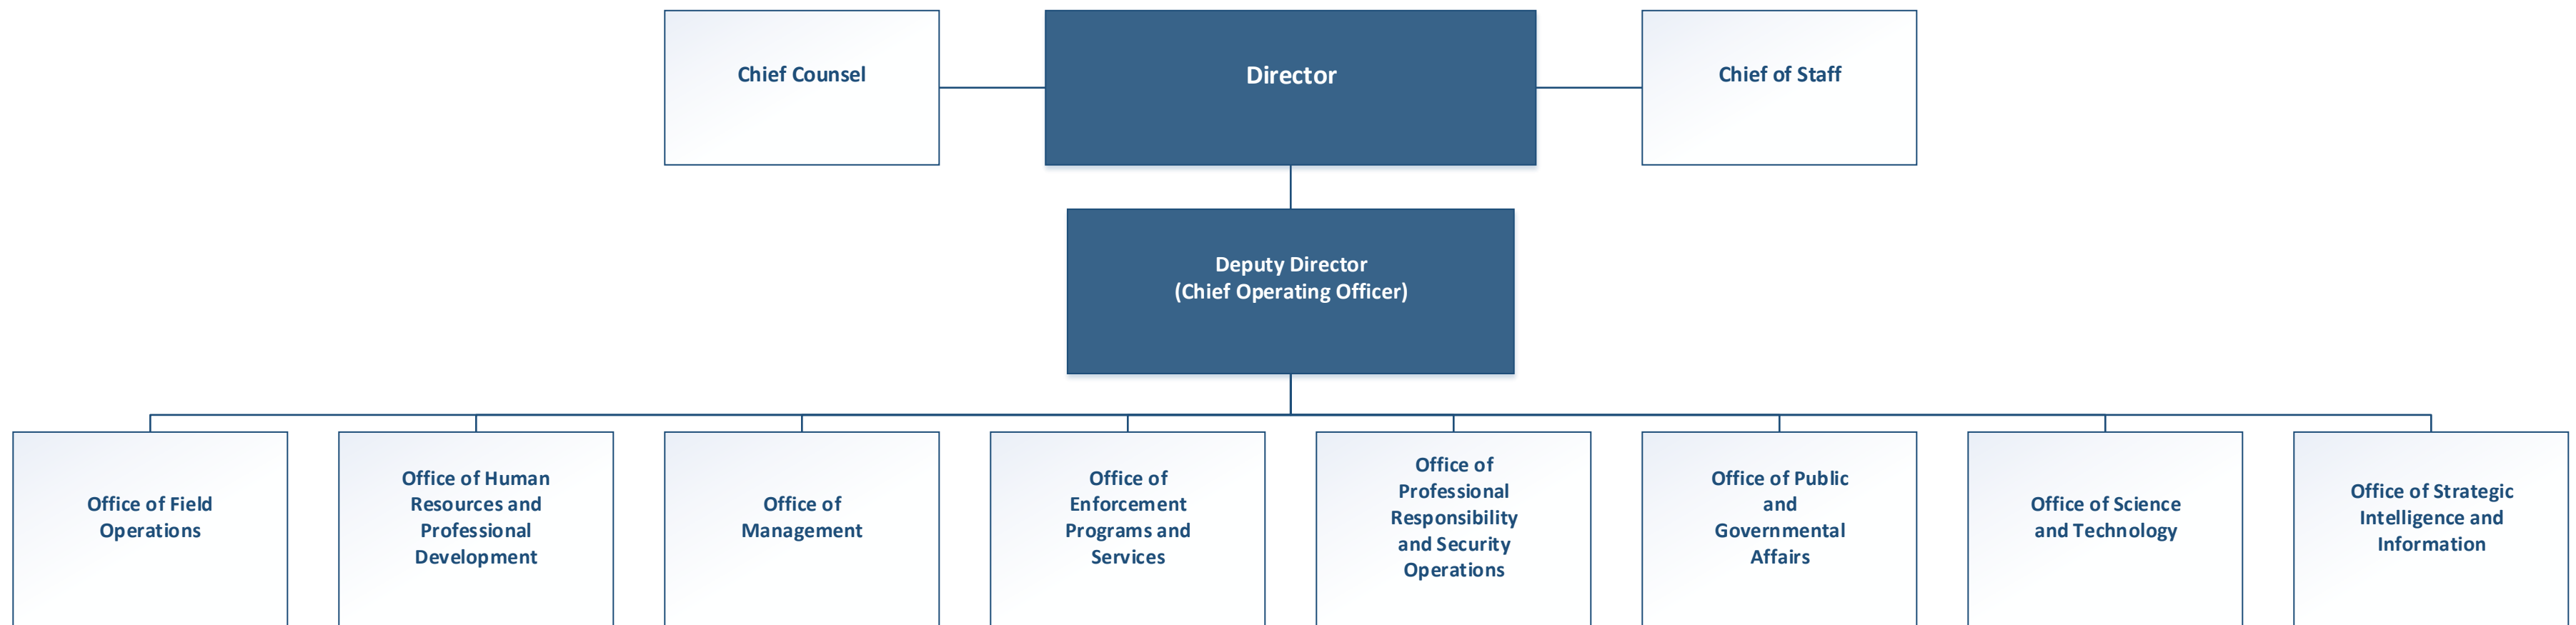 Chief Counsel
Director
Chief of Staff
Deputy Director
(Chief Operating Officer)
Office of Field
Operations
Office of Human
Resources and
Professional
Development
Office of
Management
Office of
Enforcement
Programs and
Services
Office of
Professional
Responsibility
and Security
Operations
Office of Public
and
Governmental
Affairs
Office of Science
and Technology
Office of Strategic
Intelligence and
Information